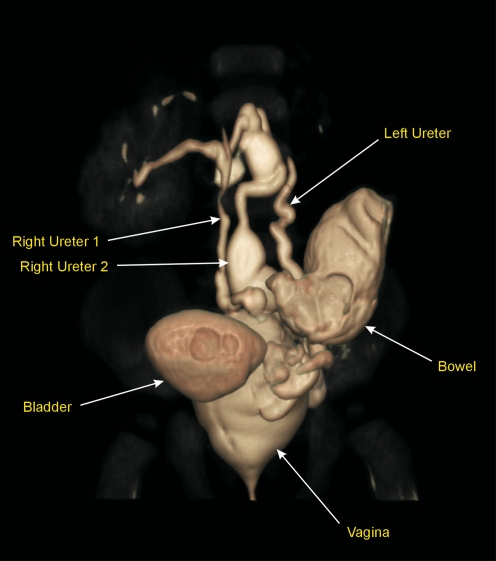 Left Ureter
Right Ureter 1
Right Ureter 2
Bowel
Bladder
Vagina